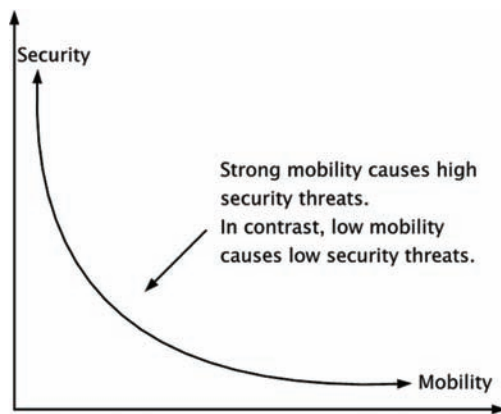 Security
Strong mobility causes high
security threats.
In contrast, low mobility
causes low security threats.
Mobility